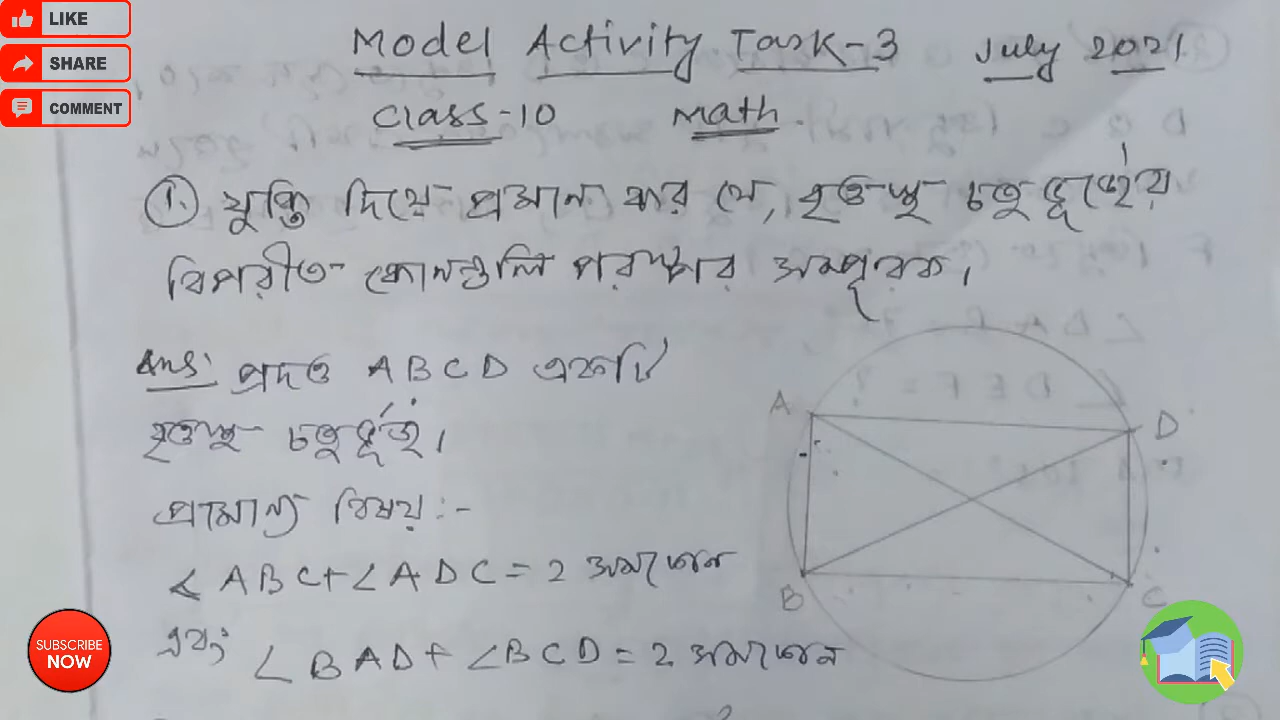 LIKE
SHARE
COMMENT
Model Activity Task-3 July 2021
Class-10 Math.
1. যুক্তি দিয়ে প্রমান কর যে, বৃত্তস্থ চতুর্ভুজের
বিপরীত কোনগুলি পরস্পর সম্পূরক।
Ans: প্রদত্ত ABCD একটি
বৃত্তস্থ চতুর্ভুজ।
প্রামান্য বিষয়:-
∠ABC+∠ADC=2 সমকোন
এবং ∠BAD+∠BCD=2 সমকোন
A
D
B
C
SUBSCRIBE
NOW